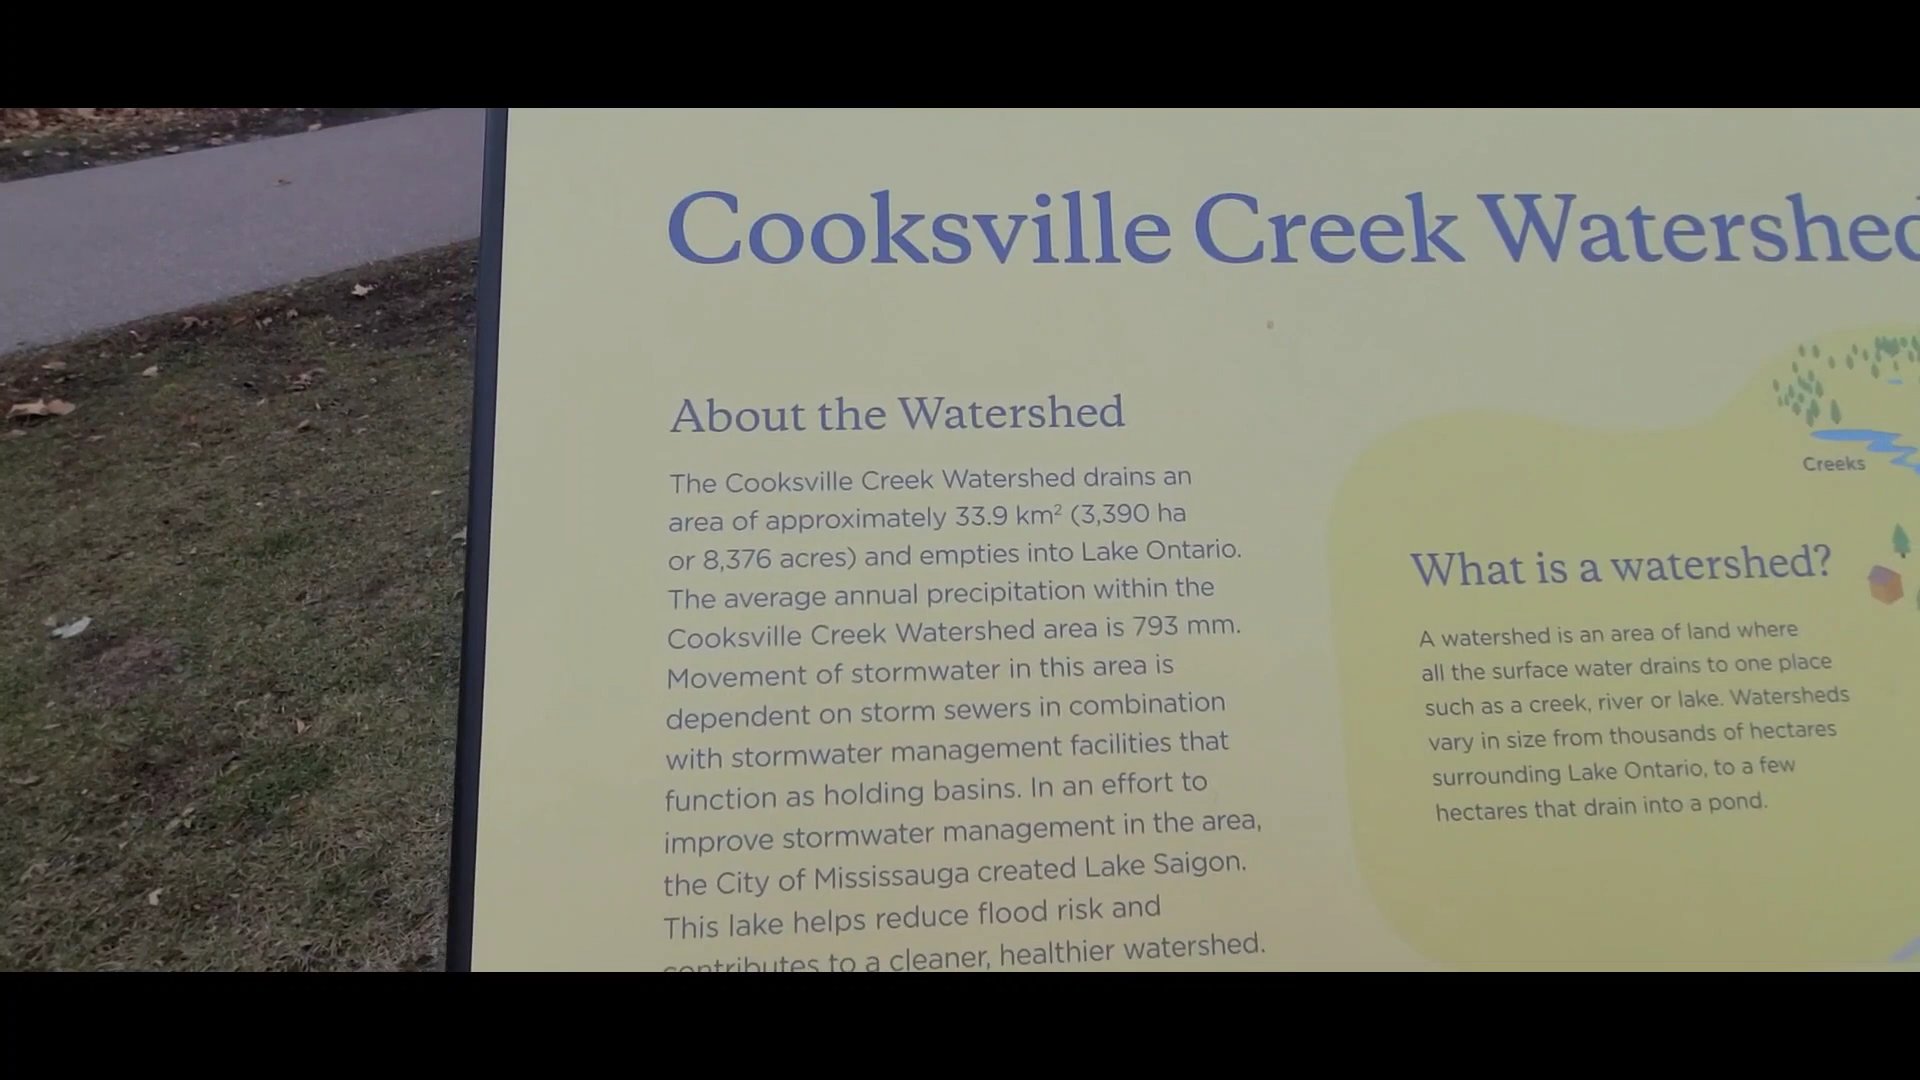 Cooksville Creek Watershed
About the Watershed
The Cooksville Creek Watershed drains an
area of approximately 33.9 km² (3,390 ha
or 8,376 acres) and empties into Lake Ontario.
The average annual precipitation within the
Cooksville Creek Watershed area is 793 mm.
Movement of stormwater in this area is
dependent on storm sewers in combination
with stormwater management facilities that
function as holding basins. In an effort to
improve stormwater management in the area,
the City of Mississauga created Lake Saigon.
This lake helps reduce flood risk and
contributes to a cleaner, healthier watershed.
Creeks
What is a watershed?
A watershed is an area of land where
all the surface water drains to one place
such as a creek, river or lake. Watersheds
vary in size from thousands of hectares
surrounding Lake Ontario, to a few
hectares that drain into a pond.